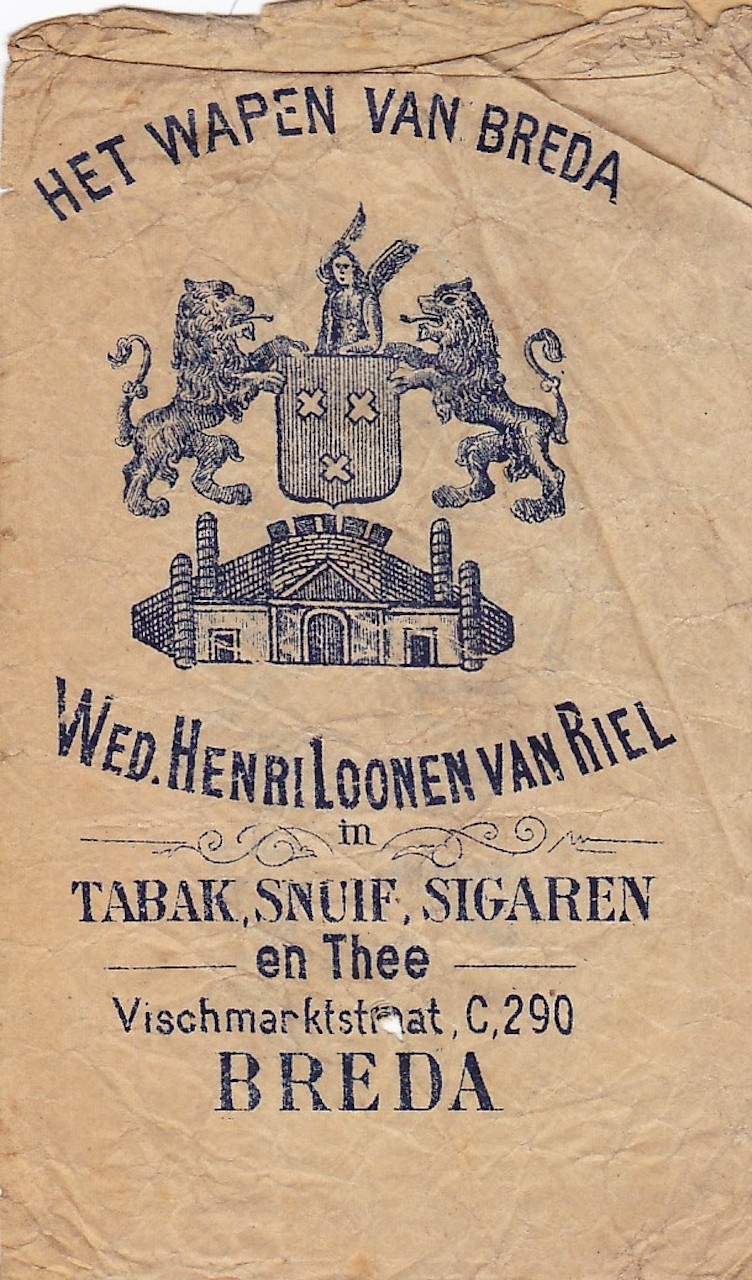 HET WAPEN VAN BREDA
WED. HENRI LOONEN VAN RIEL
in
TABAK, SNUIF, SIGAREN
en Thee
Vischmarktstraat, C, 290
BREDA